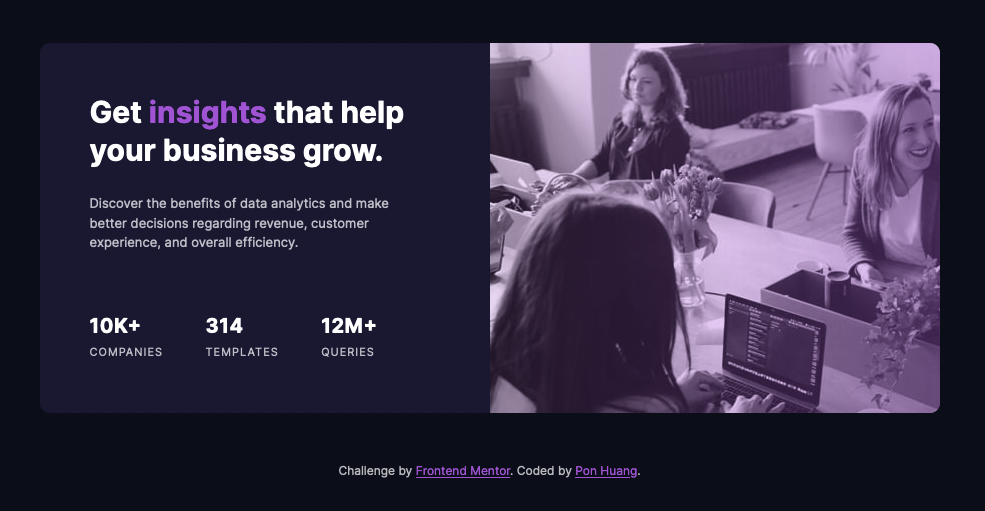 Get insights that help
your business grow.
Discover the benefits of data analytics and make
better decisions regarding revenue, customer
experience, and overall efficiency.
10K+ 314 12M+
COMPANIES TEMPLATES QUERIES
Challenge by Frontend Mentor. Coded by Pon Huang.